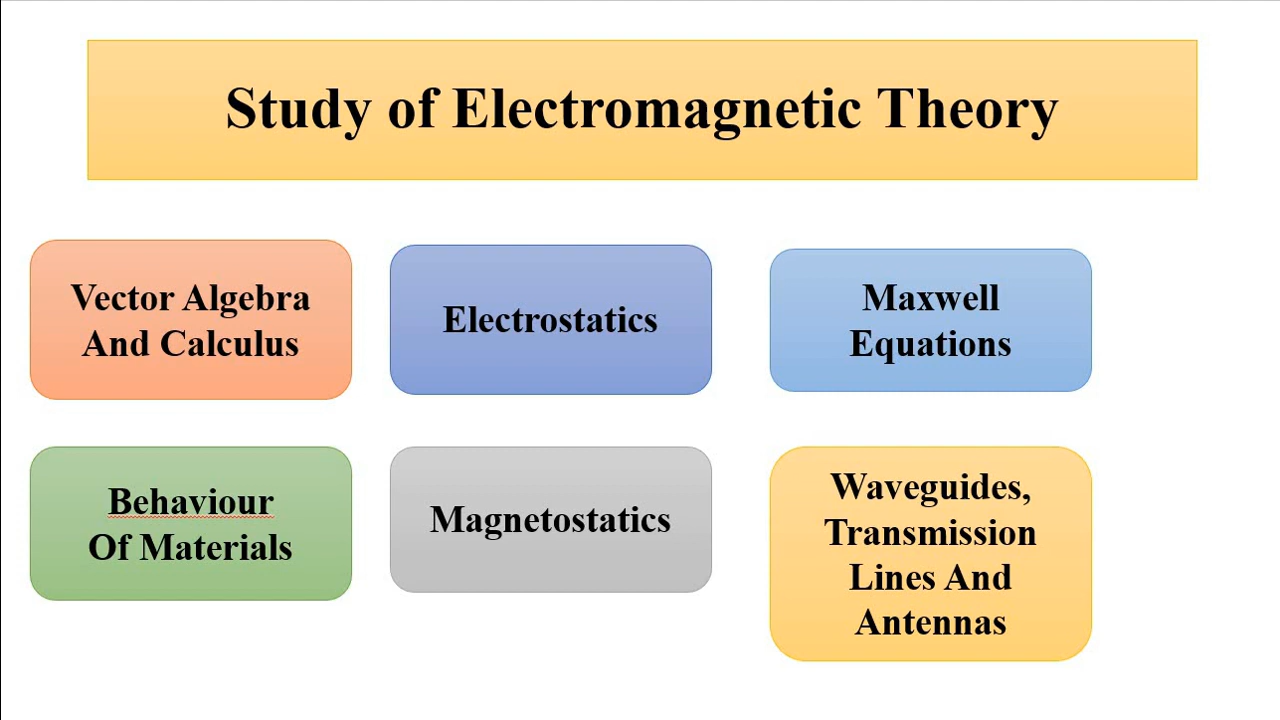 Study of Electromagnetic Theory
Vector Algebra
And Calculus
Electrostatics
Maxwell
Equations
Behaviour
Of Materials
Magnetostatics
Waveguides,
Transmission
Lines And
Antennas